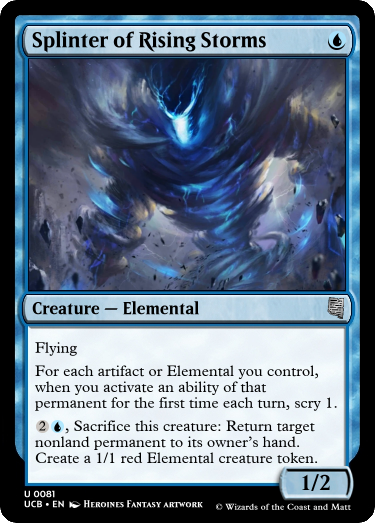 Splinter of Rising Storms
Creature — Elemental
Flying
For each artifact or Elemental you control,
when you activate an ability of that
permanent for the first time each turn, scry 1.
2, Sacrifice this creature: Return target
nonland permanent to its owner's hand.
Create a 1/1 red Elemental creature token.
1/2
U 0081
UCB • EN Heroines Fantasy artwork
© Wizards of the Coast and Matt